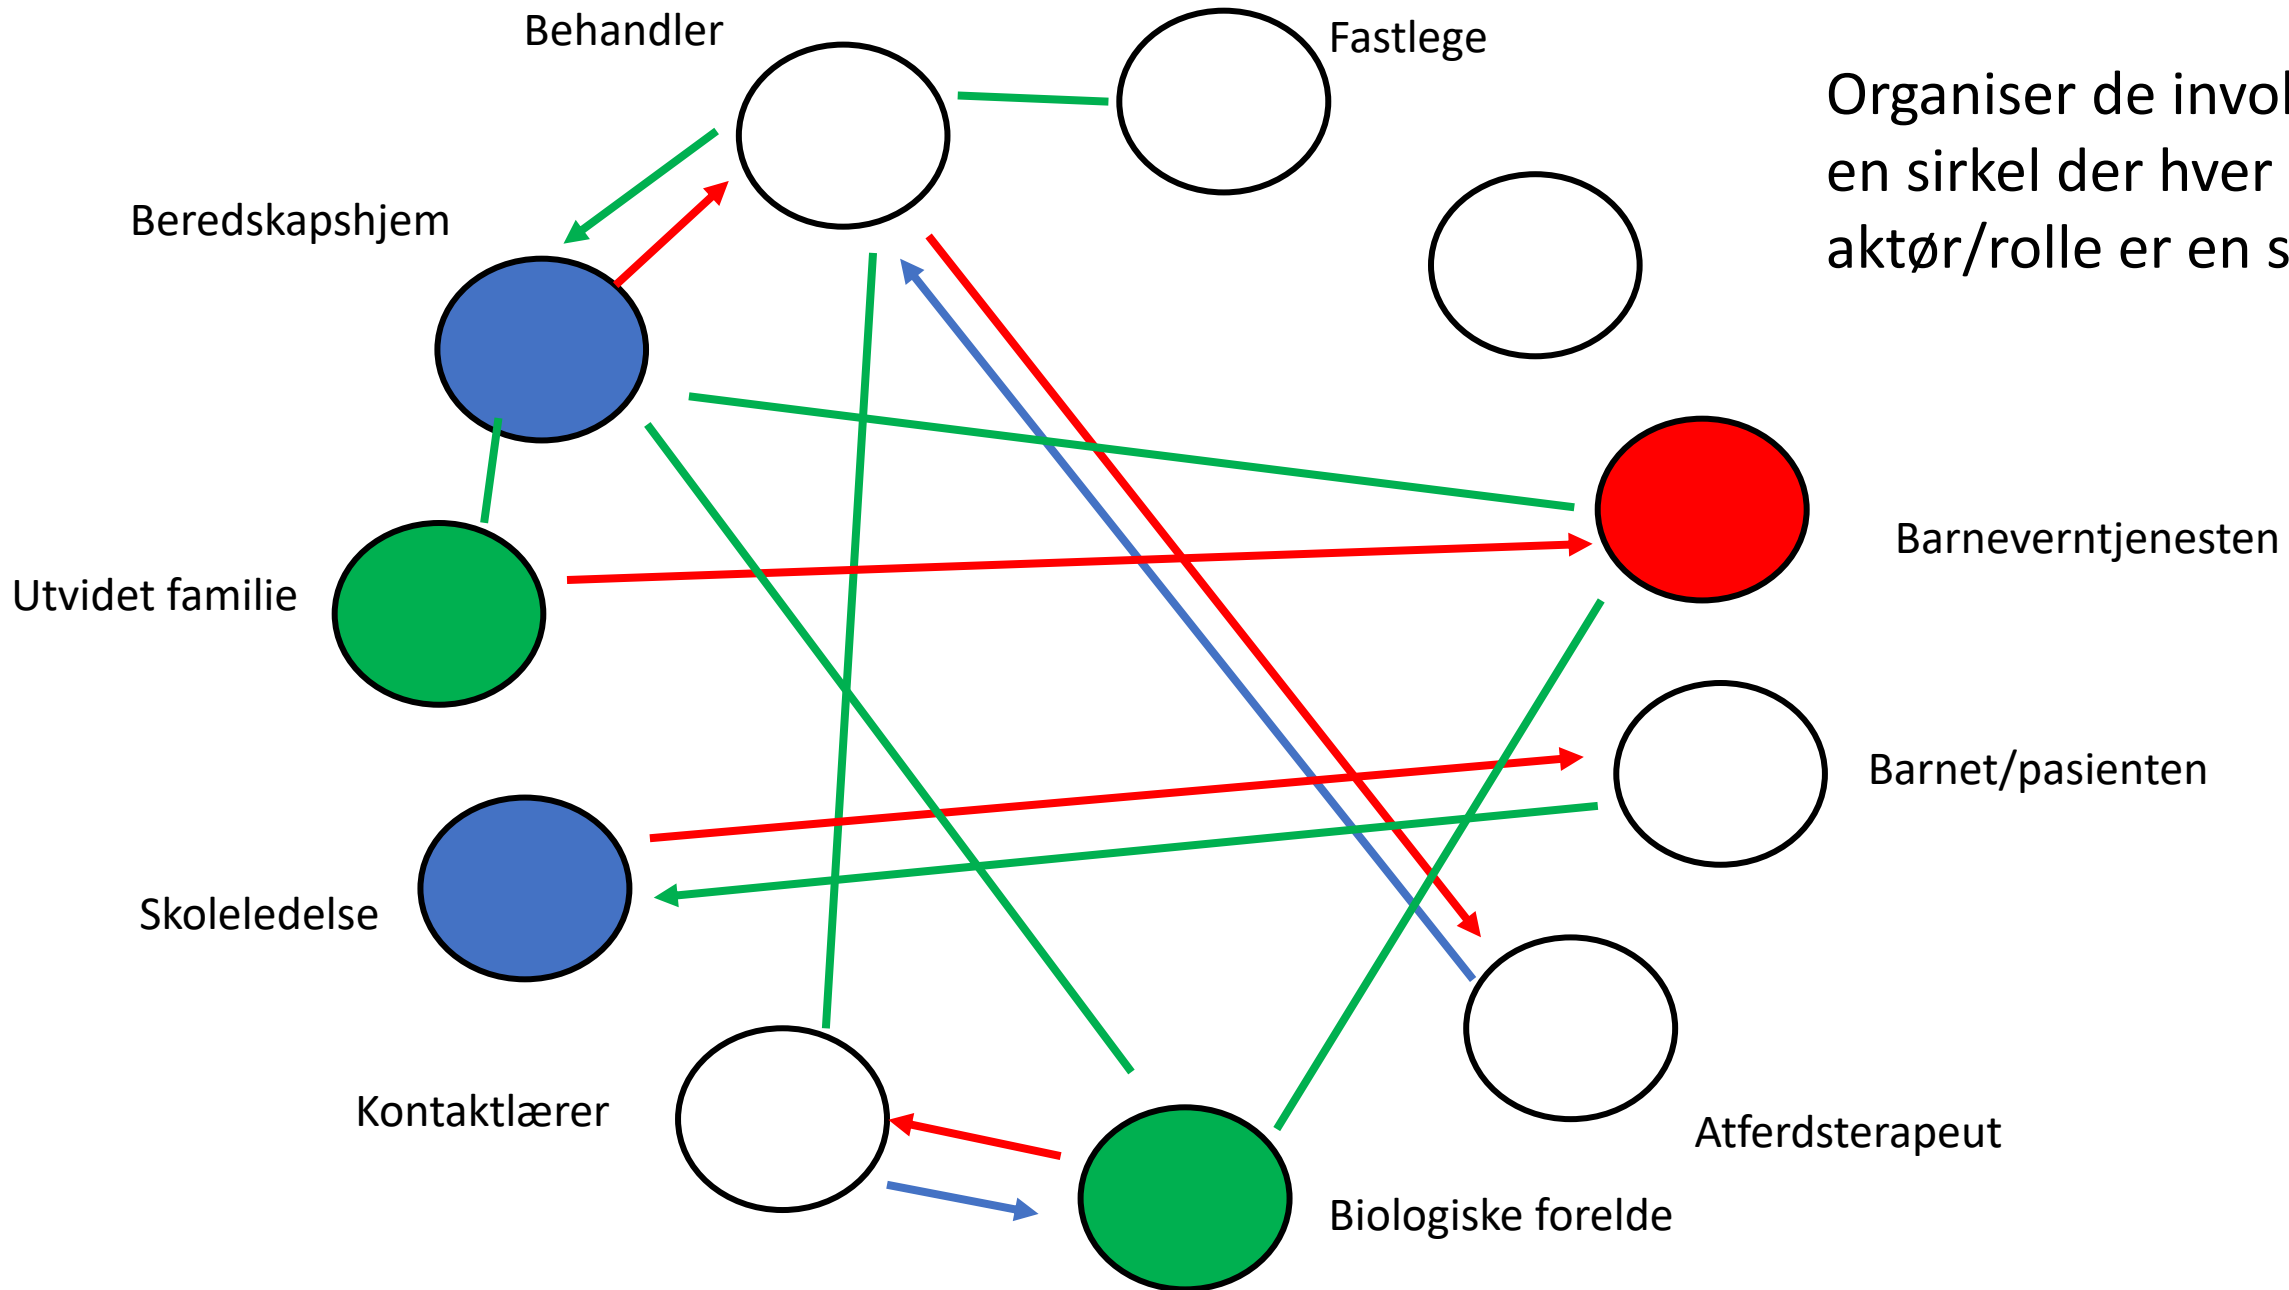 Behandler
Fastlege
Organiser de invol
en sirkel der hver
aktør/rolle er en s
Beredskapshjem
Barneverntjenesten
Utvidet familie
Barnet/pasienten
Skoleledelse
Kontaktlærer
Atferdsterapeut
Biologiske forelde